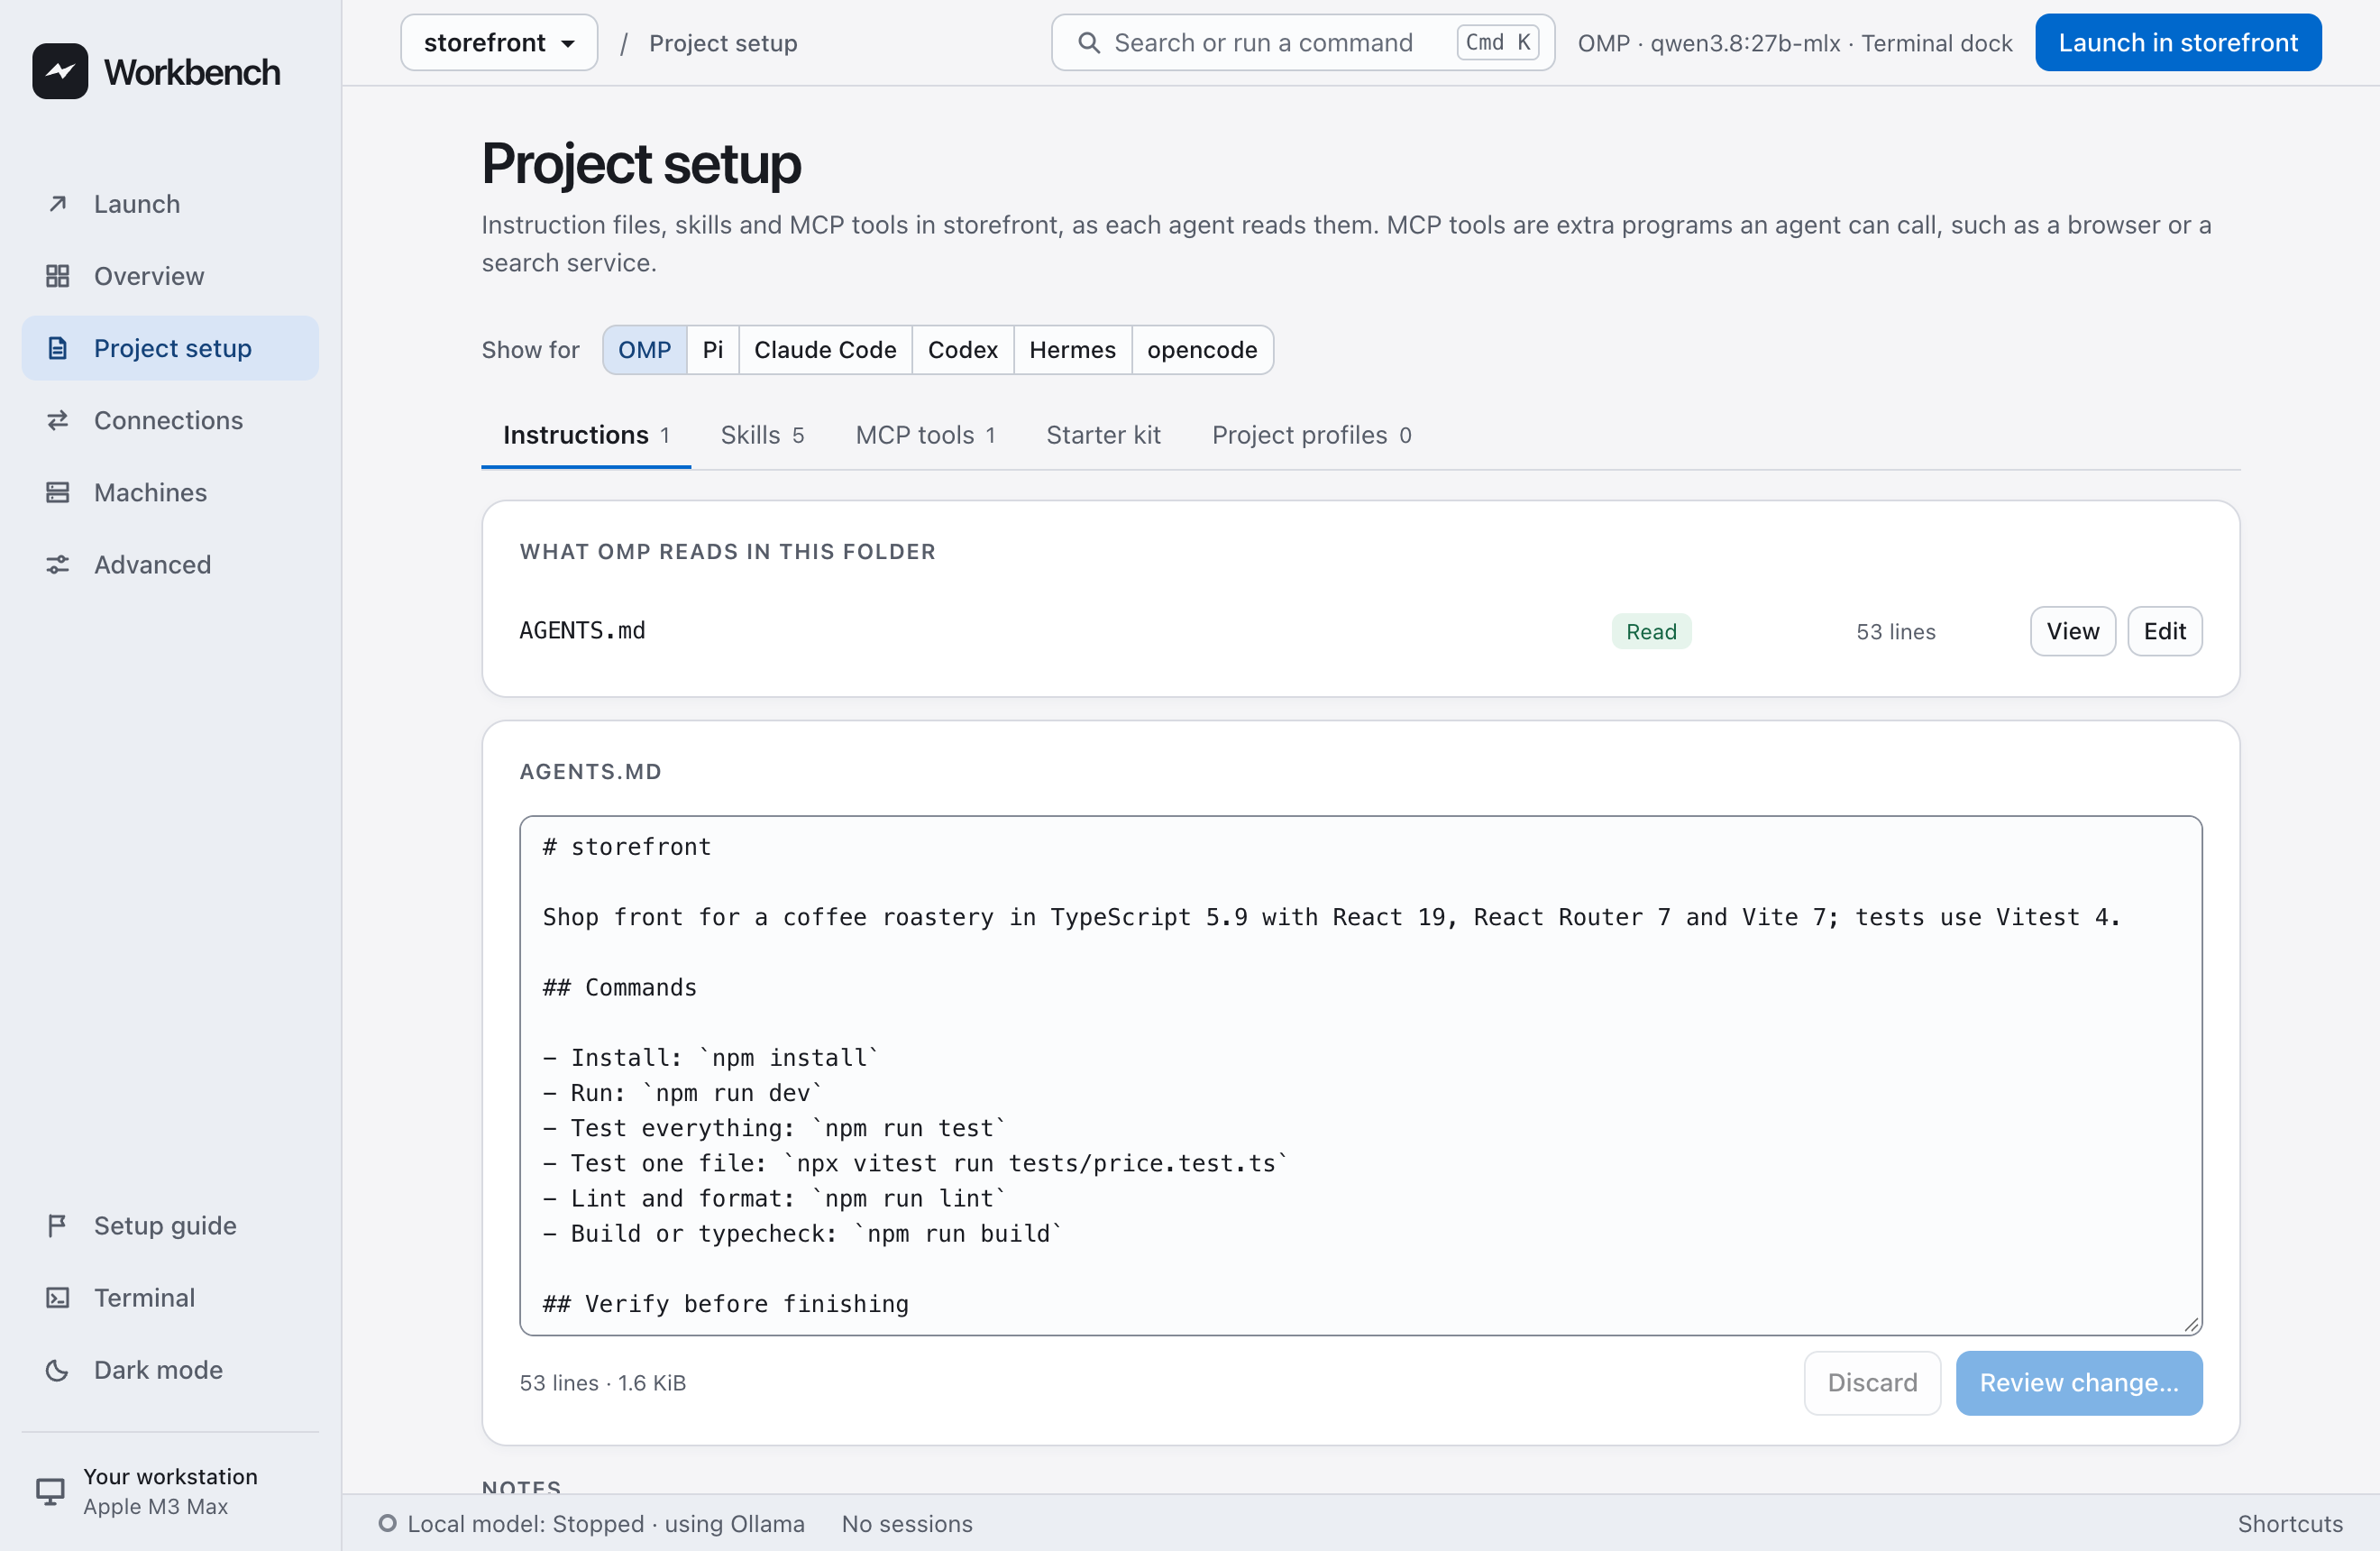 Workbench
Launch
Overview
Project setup
Connections
Machines
Advanced
Setup guide
Terminal
Dark mode
Your workstation
Apple M3 Max
storefront / Project setup
Search or run a command Cmd K
OMP · qwen3.8:27b-mlx · Terminal dock
Launch in storefront
Project setup
Instruction files, skills and MCP tools in storefront, as each agent reads them. MCP tools are extra programs an agent can call, such as a browser or a
search service.
Show for OMP Pi Claude Code Codex Hermes opencode
Instructions 1 Skills 5 MCP tools 1 Starter kit Project profiles 0
WHAT OMP READS IN THIS FOLDER
AGENTS.md Read 53 lines View Edit
AGENTS.MD
# storefront
Shop front for a coffee roastery in TypeScript 5.9 with React 19, React Router 7 and Vite 7; tests use Vitest 4.
## Commands
- Install: `npm install`
- Run: `npm run dev`
- Test everything: `npm run test`
- Test one file: `npx vitest run tests/price.test.ts`
- Lint and format: `npm run lint`
- Build or typecheck: `npm run build`
## Verify before finishing
53 lines · 1.6 KiB Discard Review change...
NOTES
Local model: Stopped · using Ollama No sessions Shortcuts